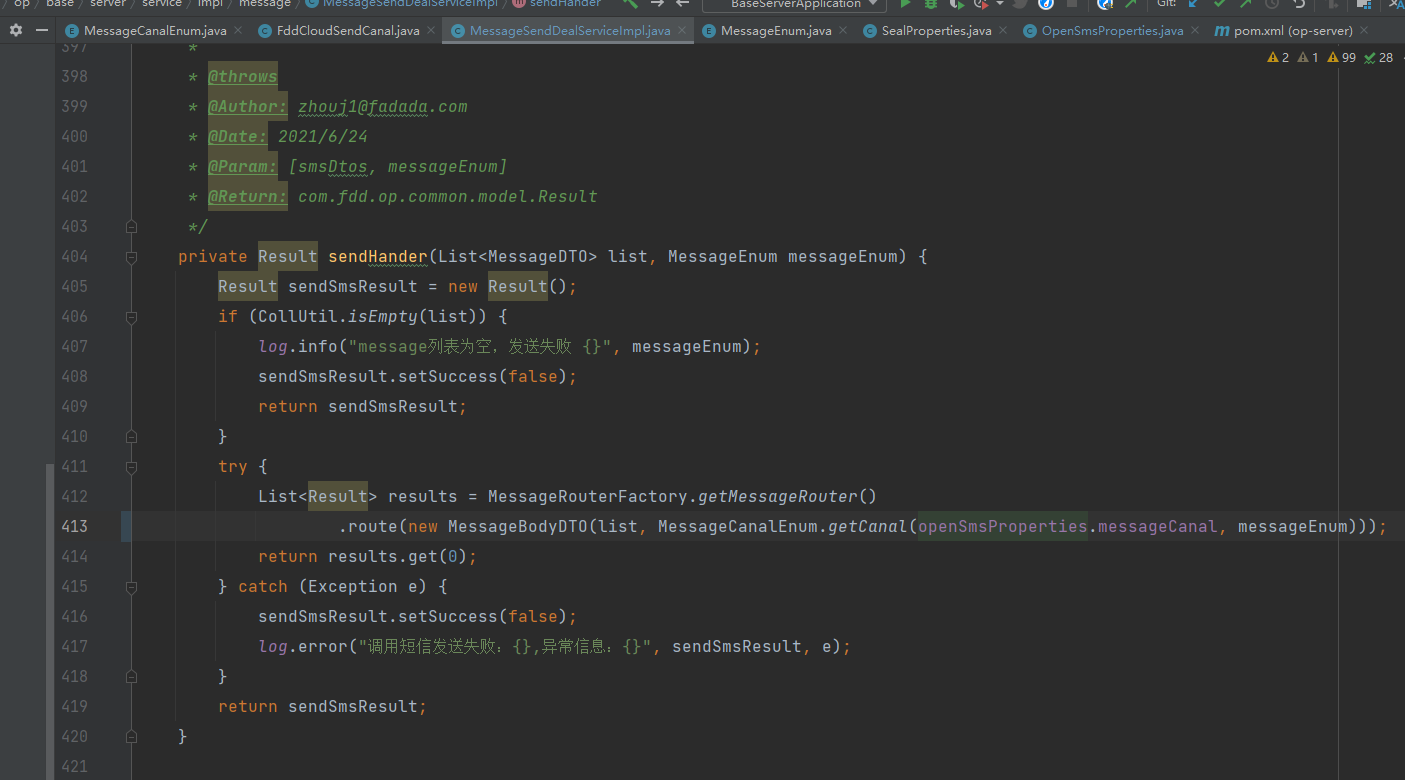 op / base / server / service / impl / message / MessageSendDealServiceImpl / sendHander BaseServerApplication Git:
MessageCanalEnum.java FddCloudSendCanal.java MessageSendDealServiceImpl.java MessageEnum.java SealProperties.java OpenSmsProperties.java pom.xml (op-server)
2 1 99 28
397 *
398 * @throws
399 * @Author: zhouj1@fadada.com
400 * @Date: 2021/6/24
401 * @Param: [smsDtos, messageEnum]
402 * @Return: com.fdd.op.common.model.Result
403 */
404 private Result sendHander(List<MessageDTO> list, MessageEnum messageEnum) {
405 Result sendSmsResult = new Result();
406 if (CollUtil.isEmpty(list)) {
407 log.info("message列表为空，发送失败 {}", messageEnum);
408 sendSmsResult.setSuccess(false);
409 return sendSmsResult;
410 }
411 try {
412 List<Result> results = MessageRouterFactory.getMessageRouter()
413 .route(new MessageBodyDTO(list, MessageCanalEnum.getCanal(openSmsProperties.messageCanal, messageEnum)));
414 return results.get(0);
415 } catch (Exception e) {
416 sendSmsResult.setSuccess(false);
417 log.error("调用短信发送失败：{},异常信息：{}", sendSmsResult, e);
418 }
419 return sendSmsResult;
420 }
421